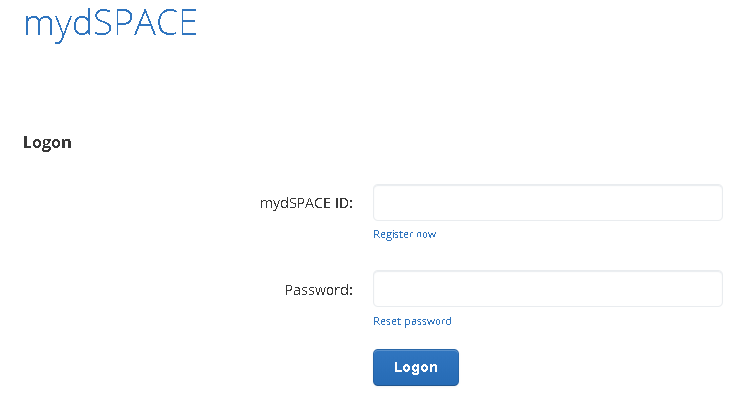 mydSPACE
Logon
mydSPACE ID:
Register now
Password:
Reset password
Logon